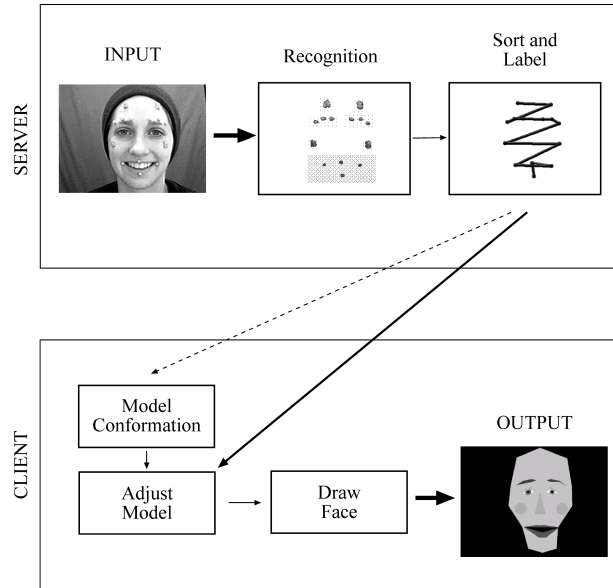 SERVER
INPUT
Recognition
Sort and
Label
CLIENT
Model
Conformation
Adjust
Model
Draw
Face
OUTPUT